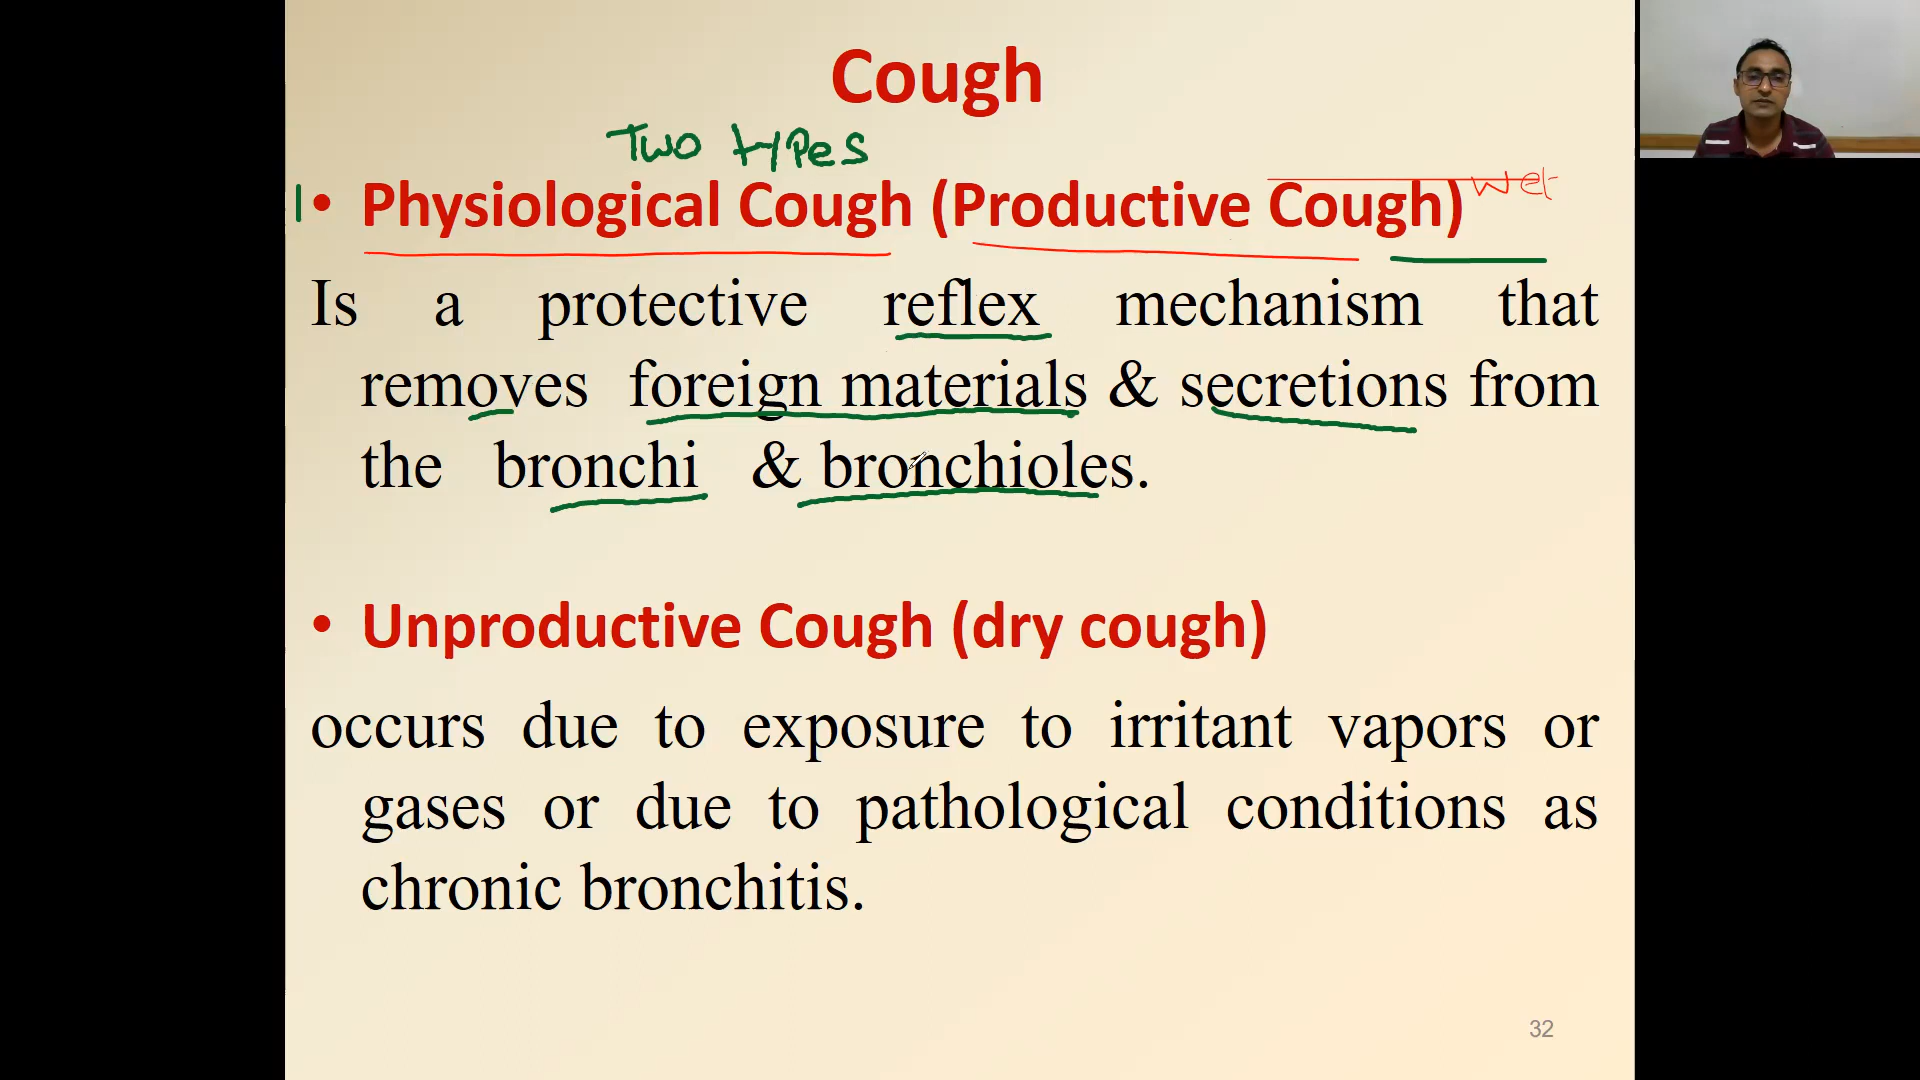 Cough
Two types
1• Physiological Cough (Productive Cough) wet
Is a protective reflex mechanism that
removes foreign materials & secretions from
the bronchi & bronchioles.
• Unproductive Cough (dry cough)
occurs due to exposure to irritant vapors or
gases or due to pathological conditions as
chronic bronchitis.
32